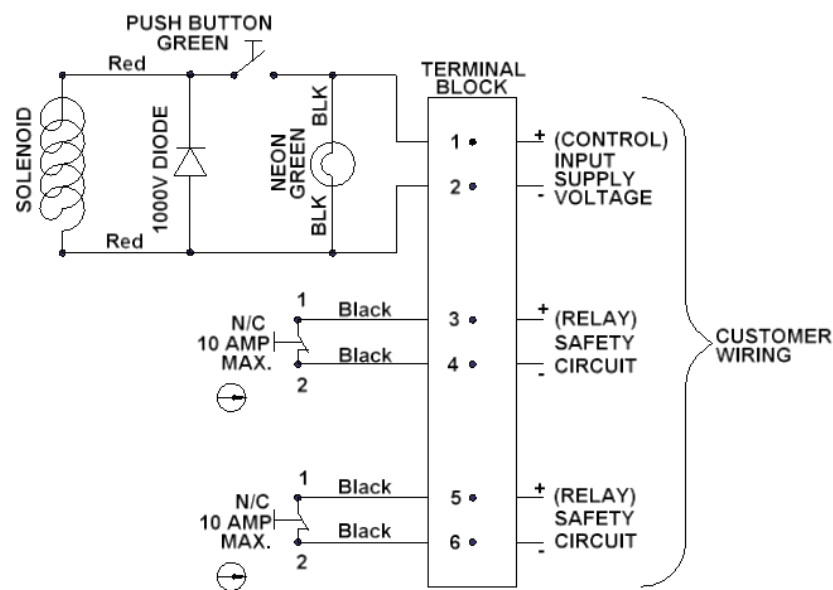 PUSH BUTTON
GREEN
Red
SOLENOID
1000V DIODE
NEON
GREEN
BLK
BLK
Red
TERMINAL
BLOCK
1
2
+ (CONTROL)
INPUT
SUPPLY
- VOLTAGE
N/C
10 AMP
MAX.
1
2
Black
Black
3
4
+ (RELAY)
SAFETY
- CIRCUIT
CUSTOMER
WIRING
N/C
10 AMP
MAX.
1
2
Black
Black
5
6
+ (RELAY)
SAFETY
- CIRCUIT